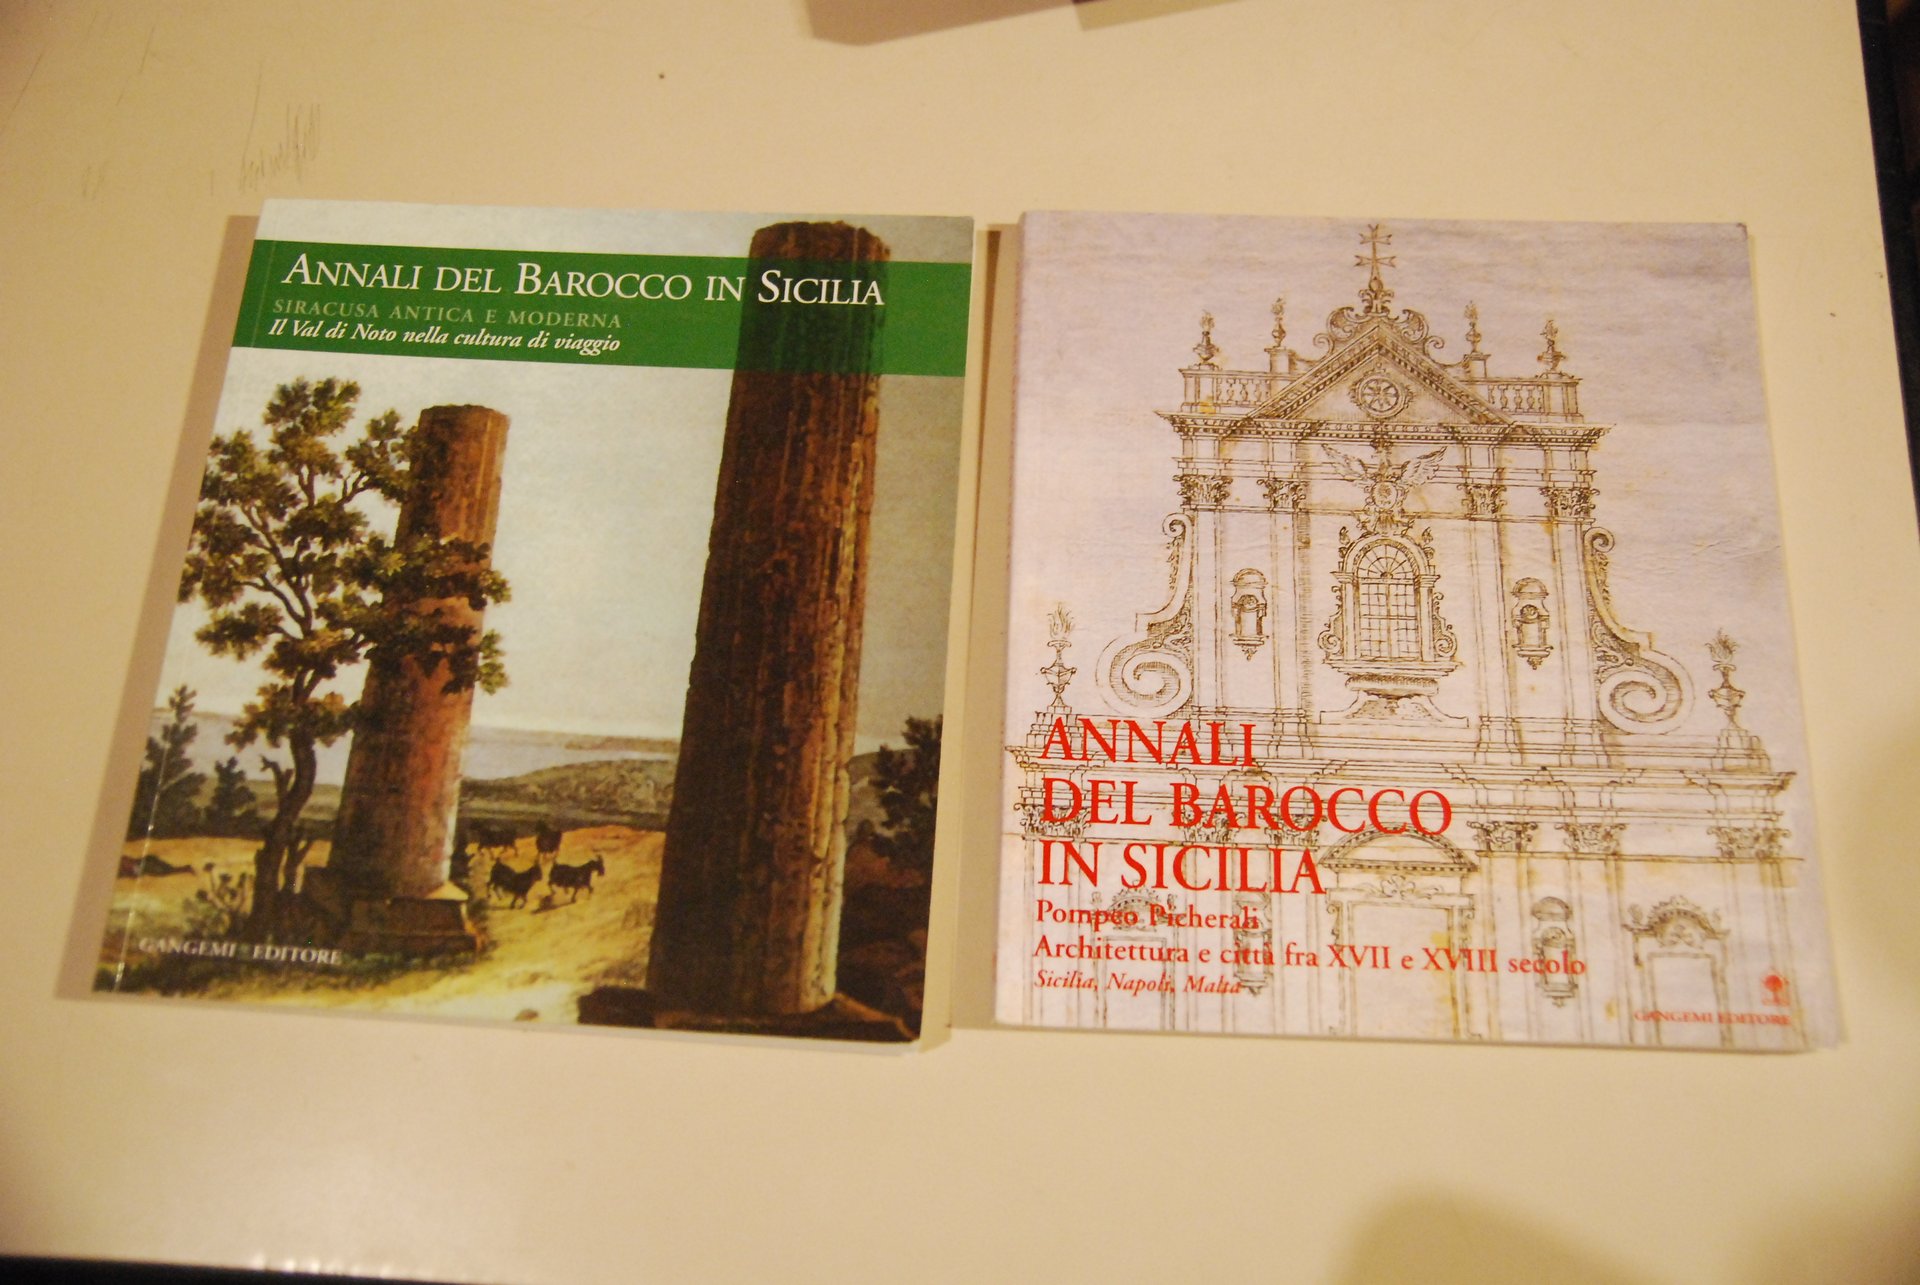 ANNALI DEL BAROCCO IN SICILIA
SIRACUSA ANTICA E MODERNA
Il Val di Noto nella cultura di viaggio
GANGEMI EDITORE
ANNALI
DEL BAROCCO
IN SICILIA
Pompeo Picherali
Architettura e città fra XVII e XVIII secolo
Sicilia, Napoli, Malta
GANGEMI EDITORE